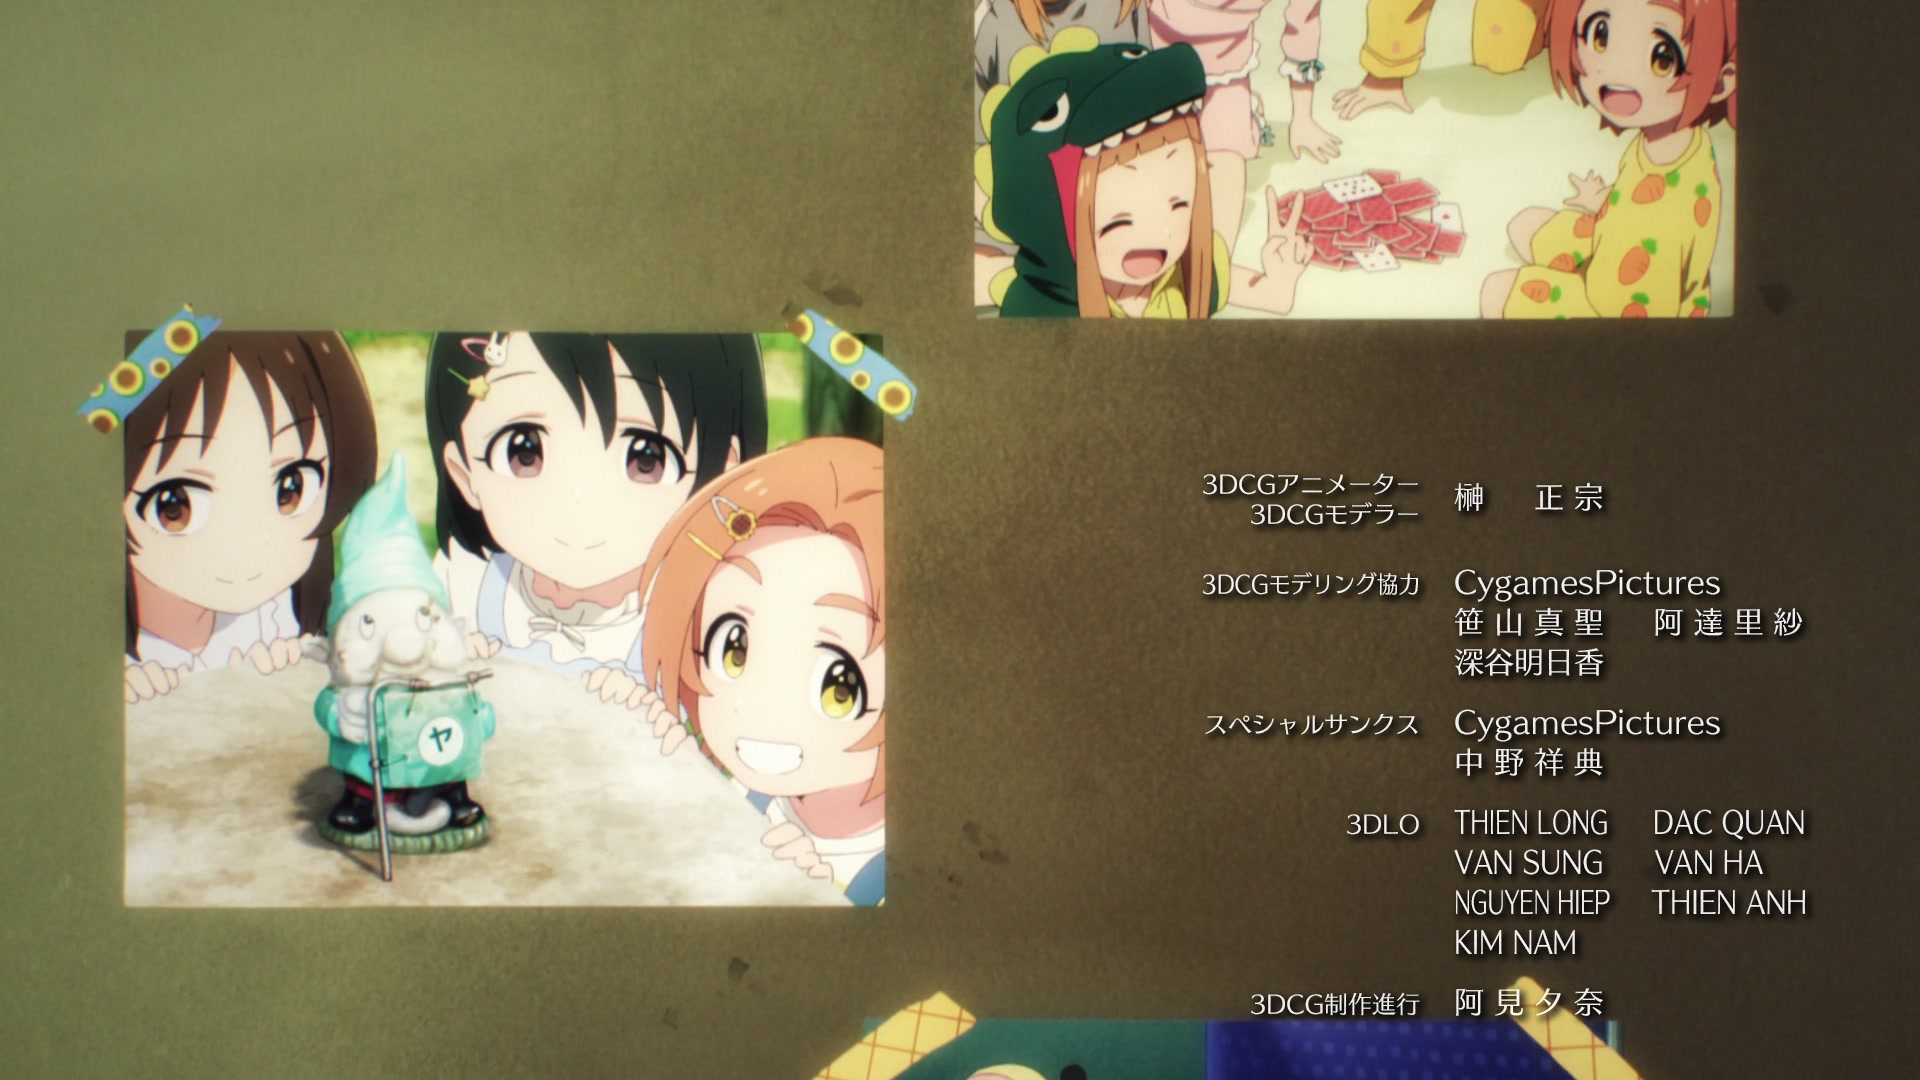 3DCGアニメーター
3DCGモデラー
榊 正宗
3DCGモデリング協力 CygamesPictures
笹山真聖 阿達里紗
深谷明日香
スペシャルサンクス CygamesPictures
中野祥典
3DLO THIEN LONG DAC QUAN
VAN SUNG VAN HA
NGUYEN HIEP THIEN ANH
KIM NAM
3DCG制作進行 阿見夕奈
ヤ